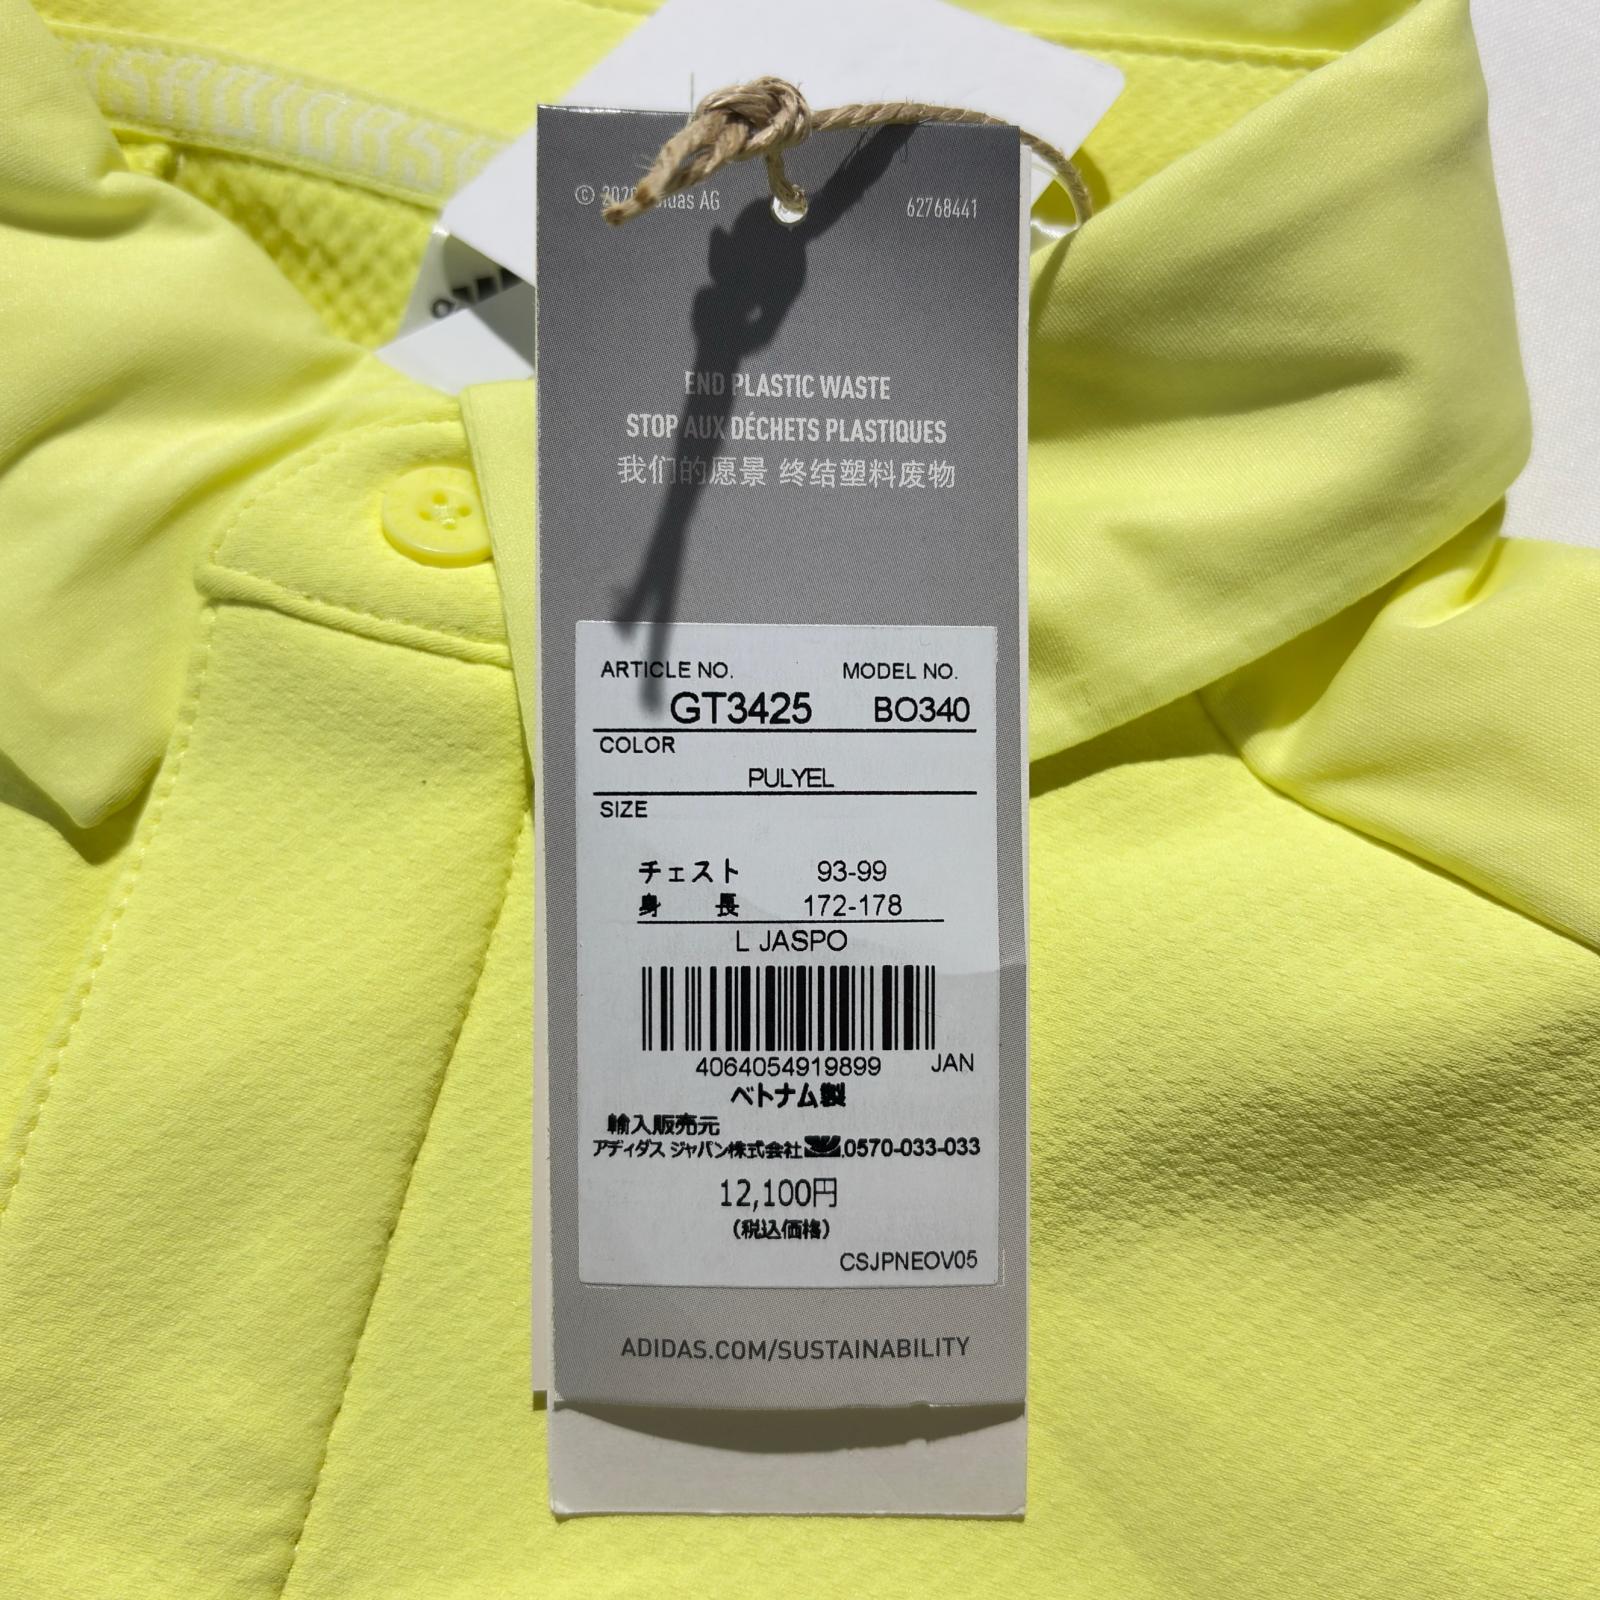 © 2020 adidas AG
62768441
END PLASTIC WASTE
STOP AUX DÉCHETS PLASTIQUES
我们的愿景 终结塑料废物
ARTICLE NO. MODEL NO.
GT3425 BO340
COLOR
PULYEL
SIZE
チェスト 93-99
身 長 172-178
L JASPO
4064054919899 JAN
ベトナム製
輸入販売元
アディダス ジャパン株式会社 0570-033-033
12,100円
(税込価格)
CSJPNEOV05
ADIDAS.COM/SUSTAINABILITY